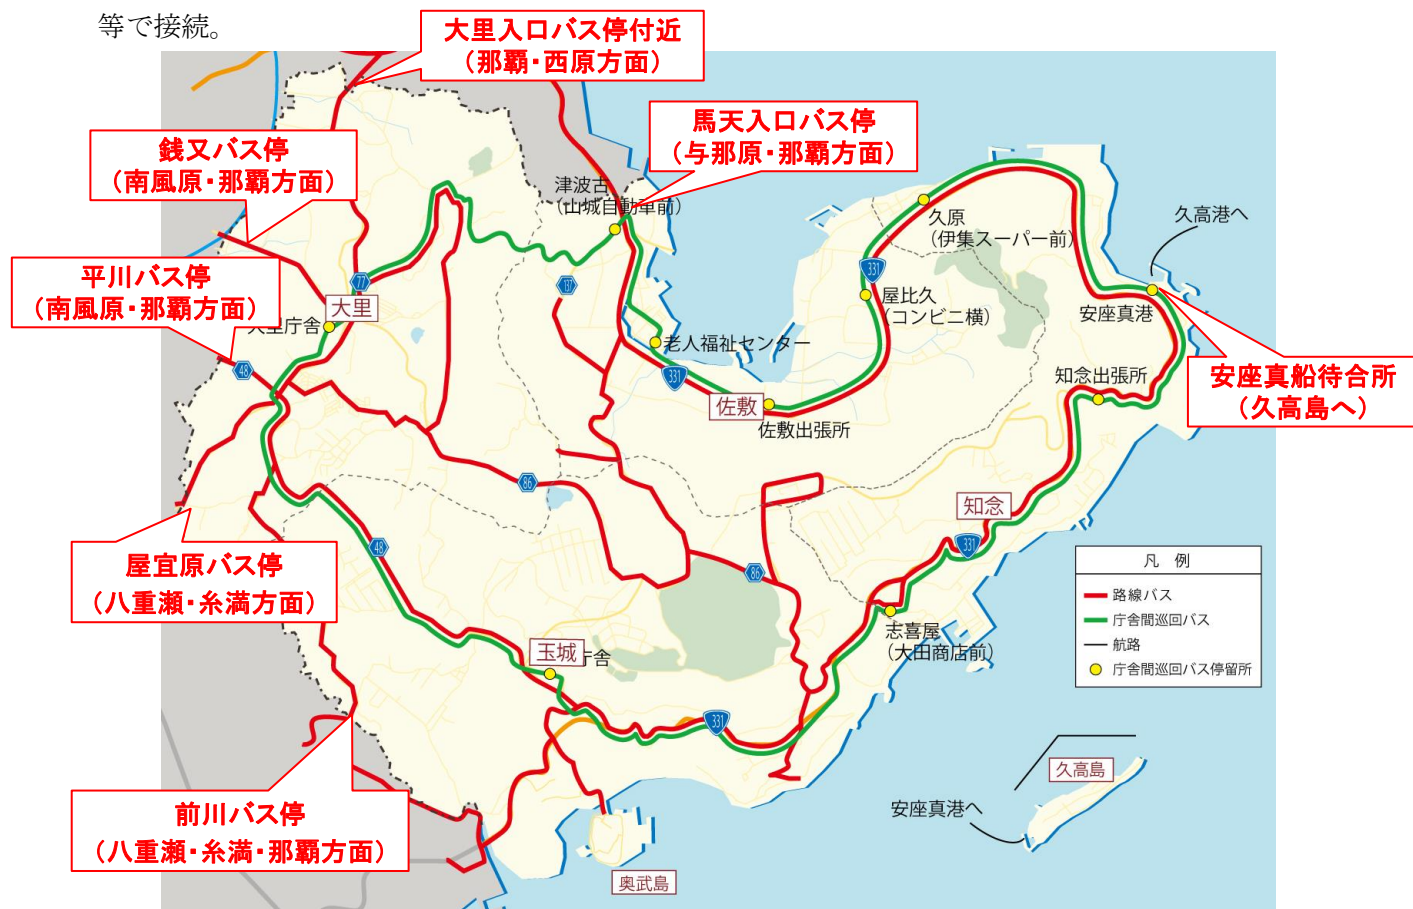 等で接続。
大里入口バス停付近
（那覇・西原方面）
馬天入口バス停
（与那原・那覇方面）
銭又バス停
（南風原・那覇方面）
津波古
（山城自動車前）
久原
（伊集スーパー前）
久高港へ
平川バス停
（南風原・那覇方面）
77
137
331
大里
大里庁舎
屋比久
（コンビニ横）
安座真港
老人福祉センター
48
331
知念出張所
安座真船待合所
（久高島へ）
佐敷
佐敷出張所
86
知念
屋宜原バス停
（八重瀬・糸満方面）
48
331
86
凡 例
路線バス
庁舎間巡回バス
航路
庁舎間巡回バス停留所
志喜屋
（大田商店前）
玉城
庁舎
331
久高島
安座真港へ
前川バス停
（八重瀬・糸満・那覇方面）
奥武島